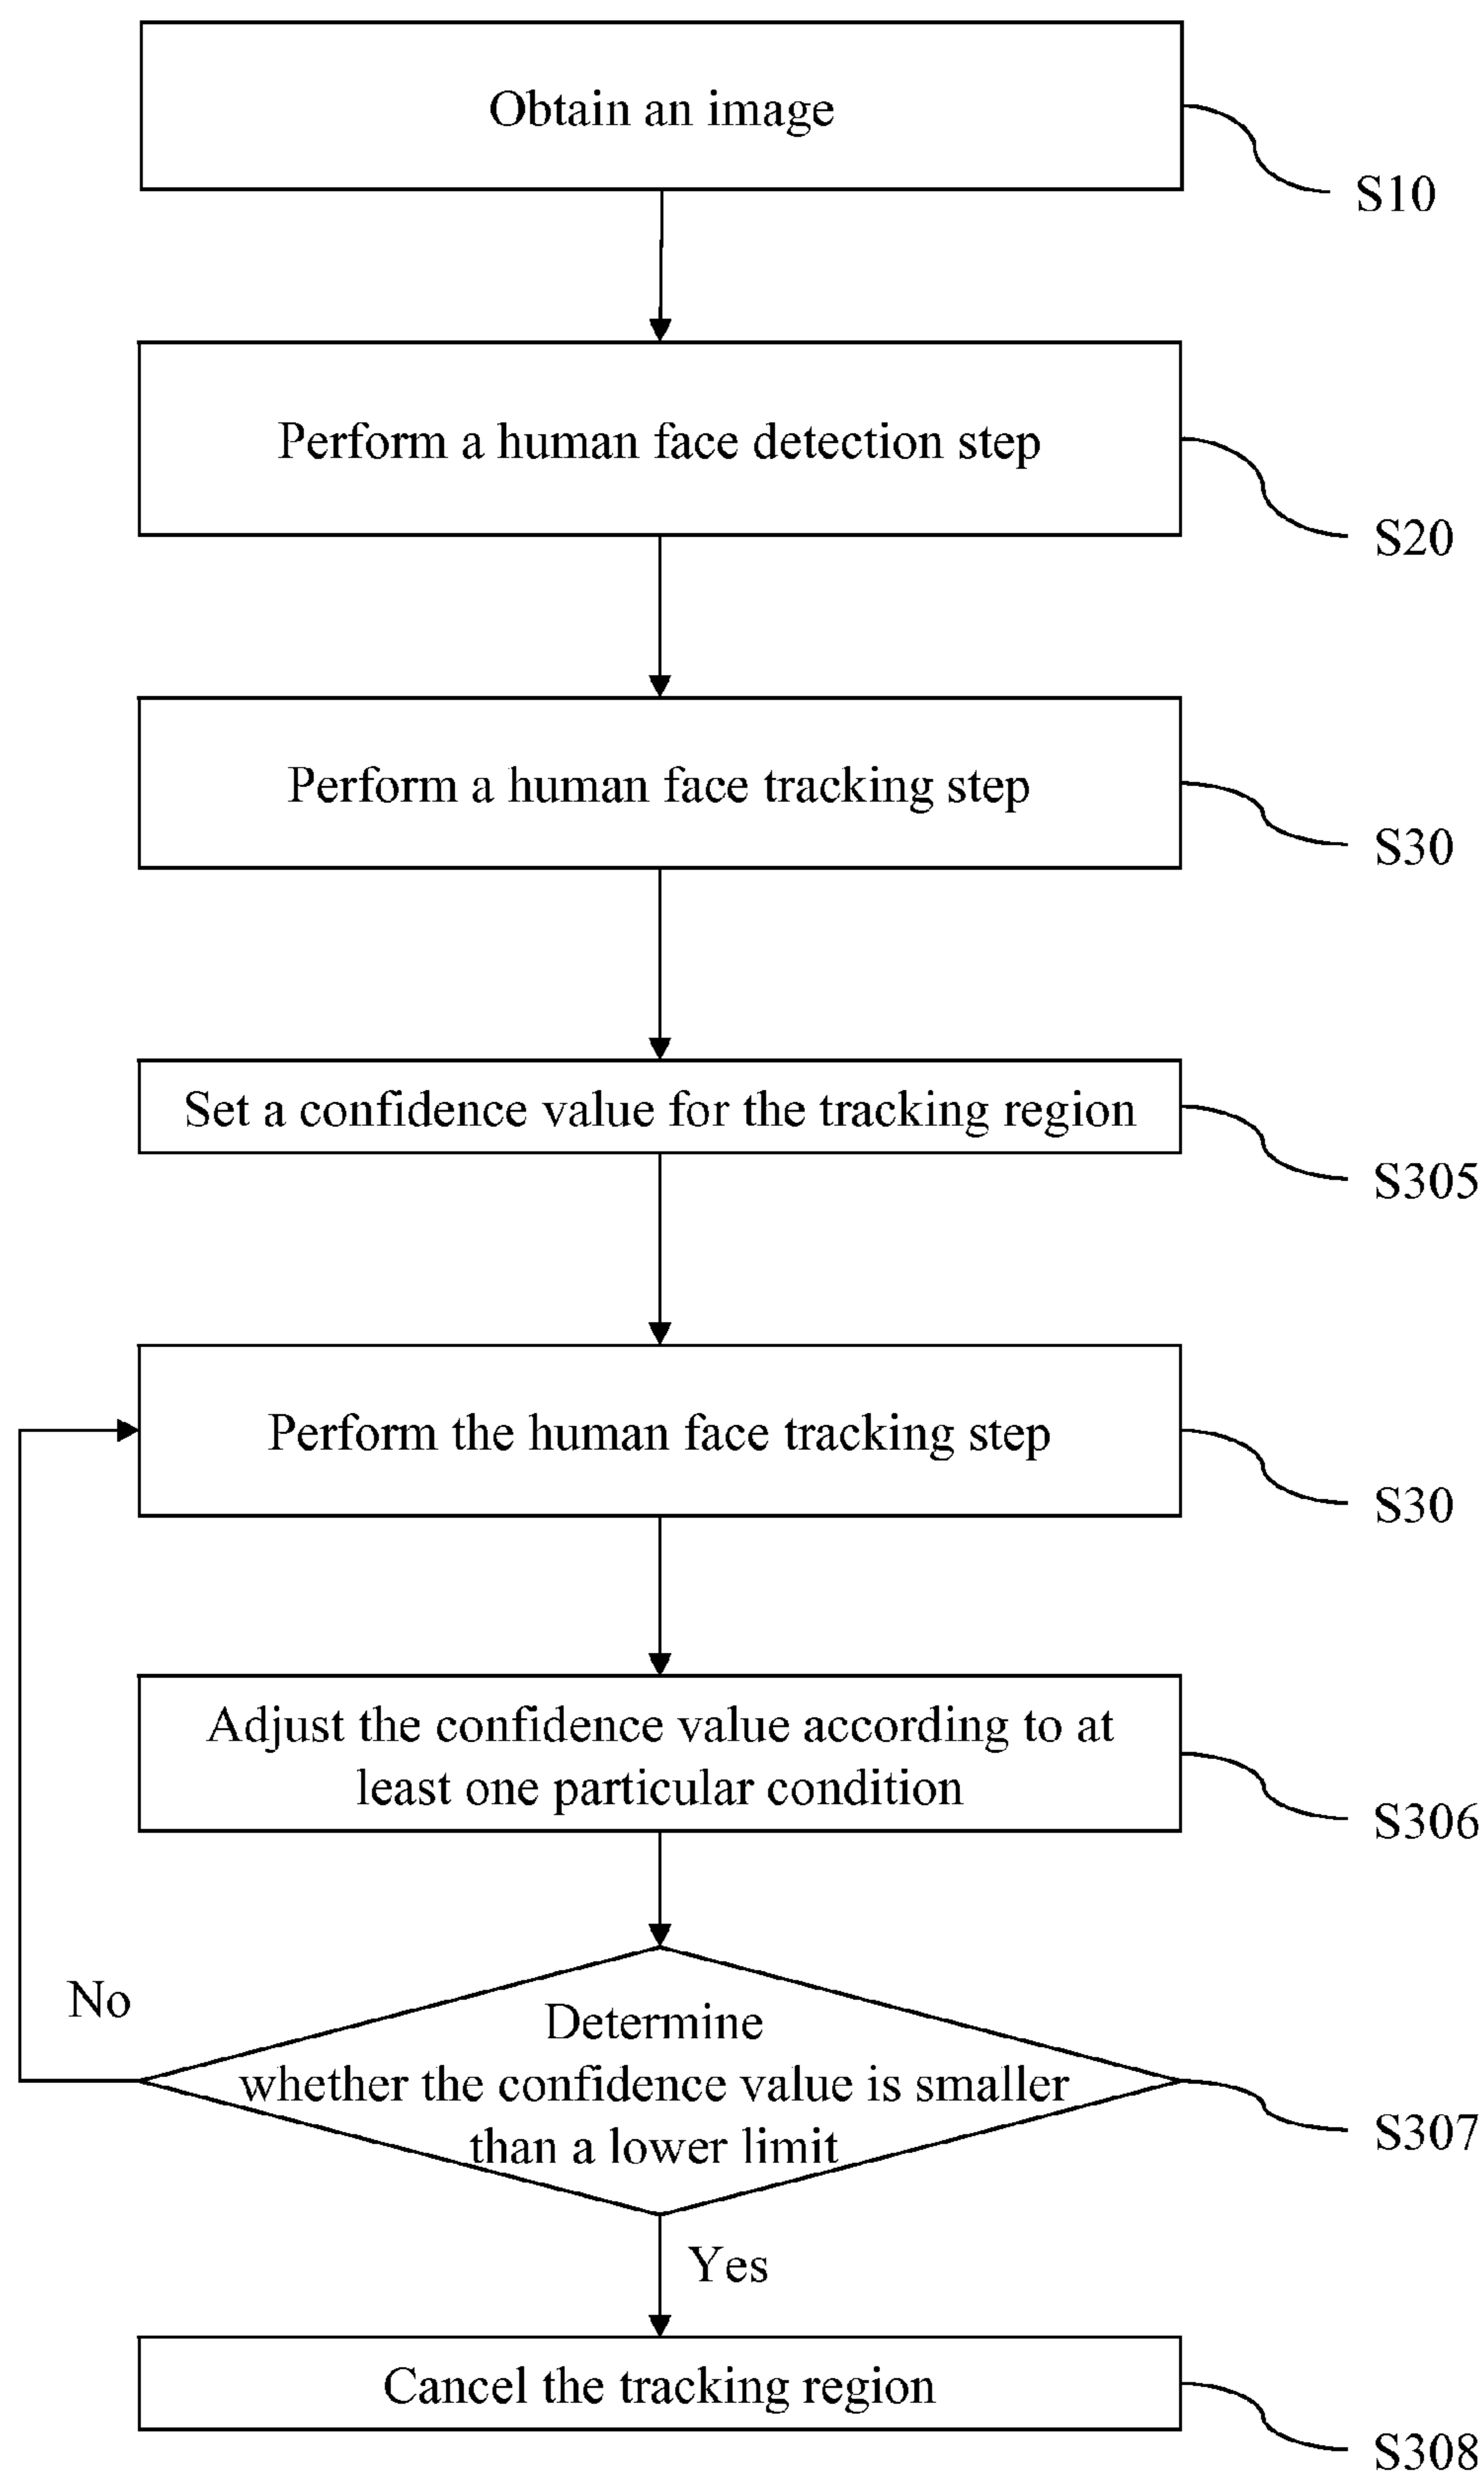 Obtain an image
S10
Perform a human face detection step
S20
Perform a human face tracking step
S30
Set a confidence value for the tracking region
S305
Perform the human face tracking step
S30
Adjust the confidence value according to at
least one particular condition
S306
No
Determine
whether the confidence value is smaller
than a lower limit
S307
Yes
Cancel the tracking region
S308